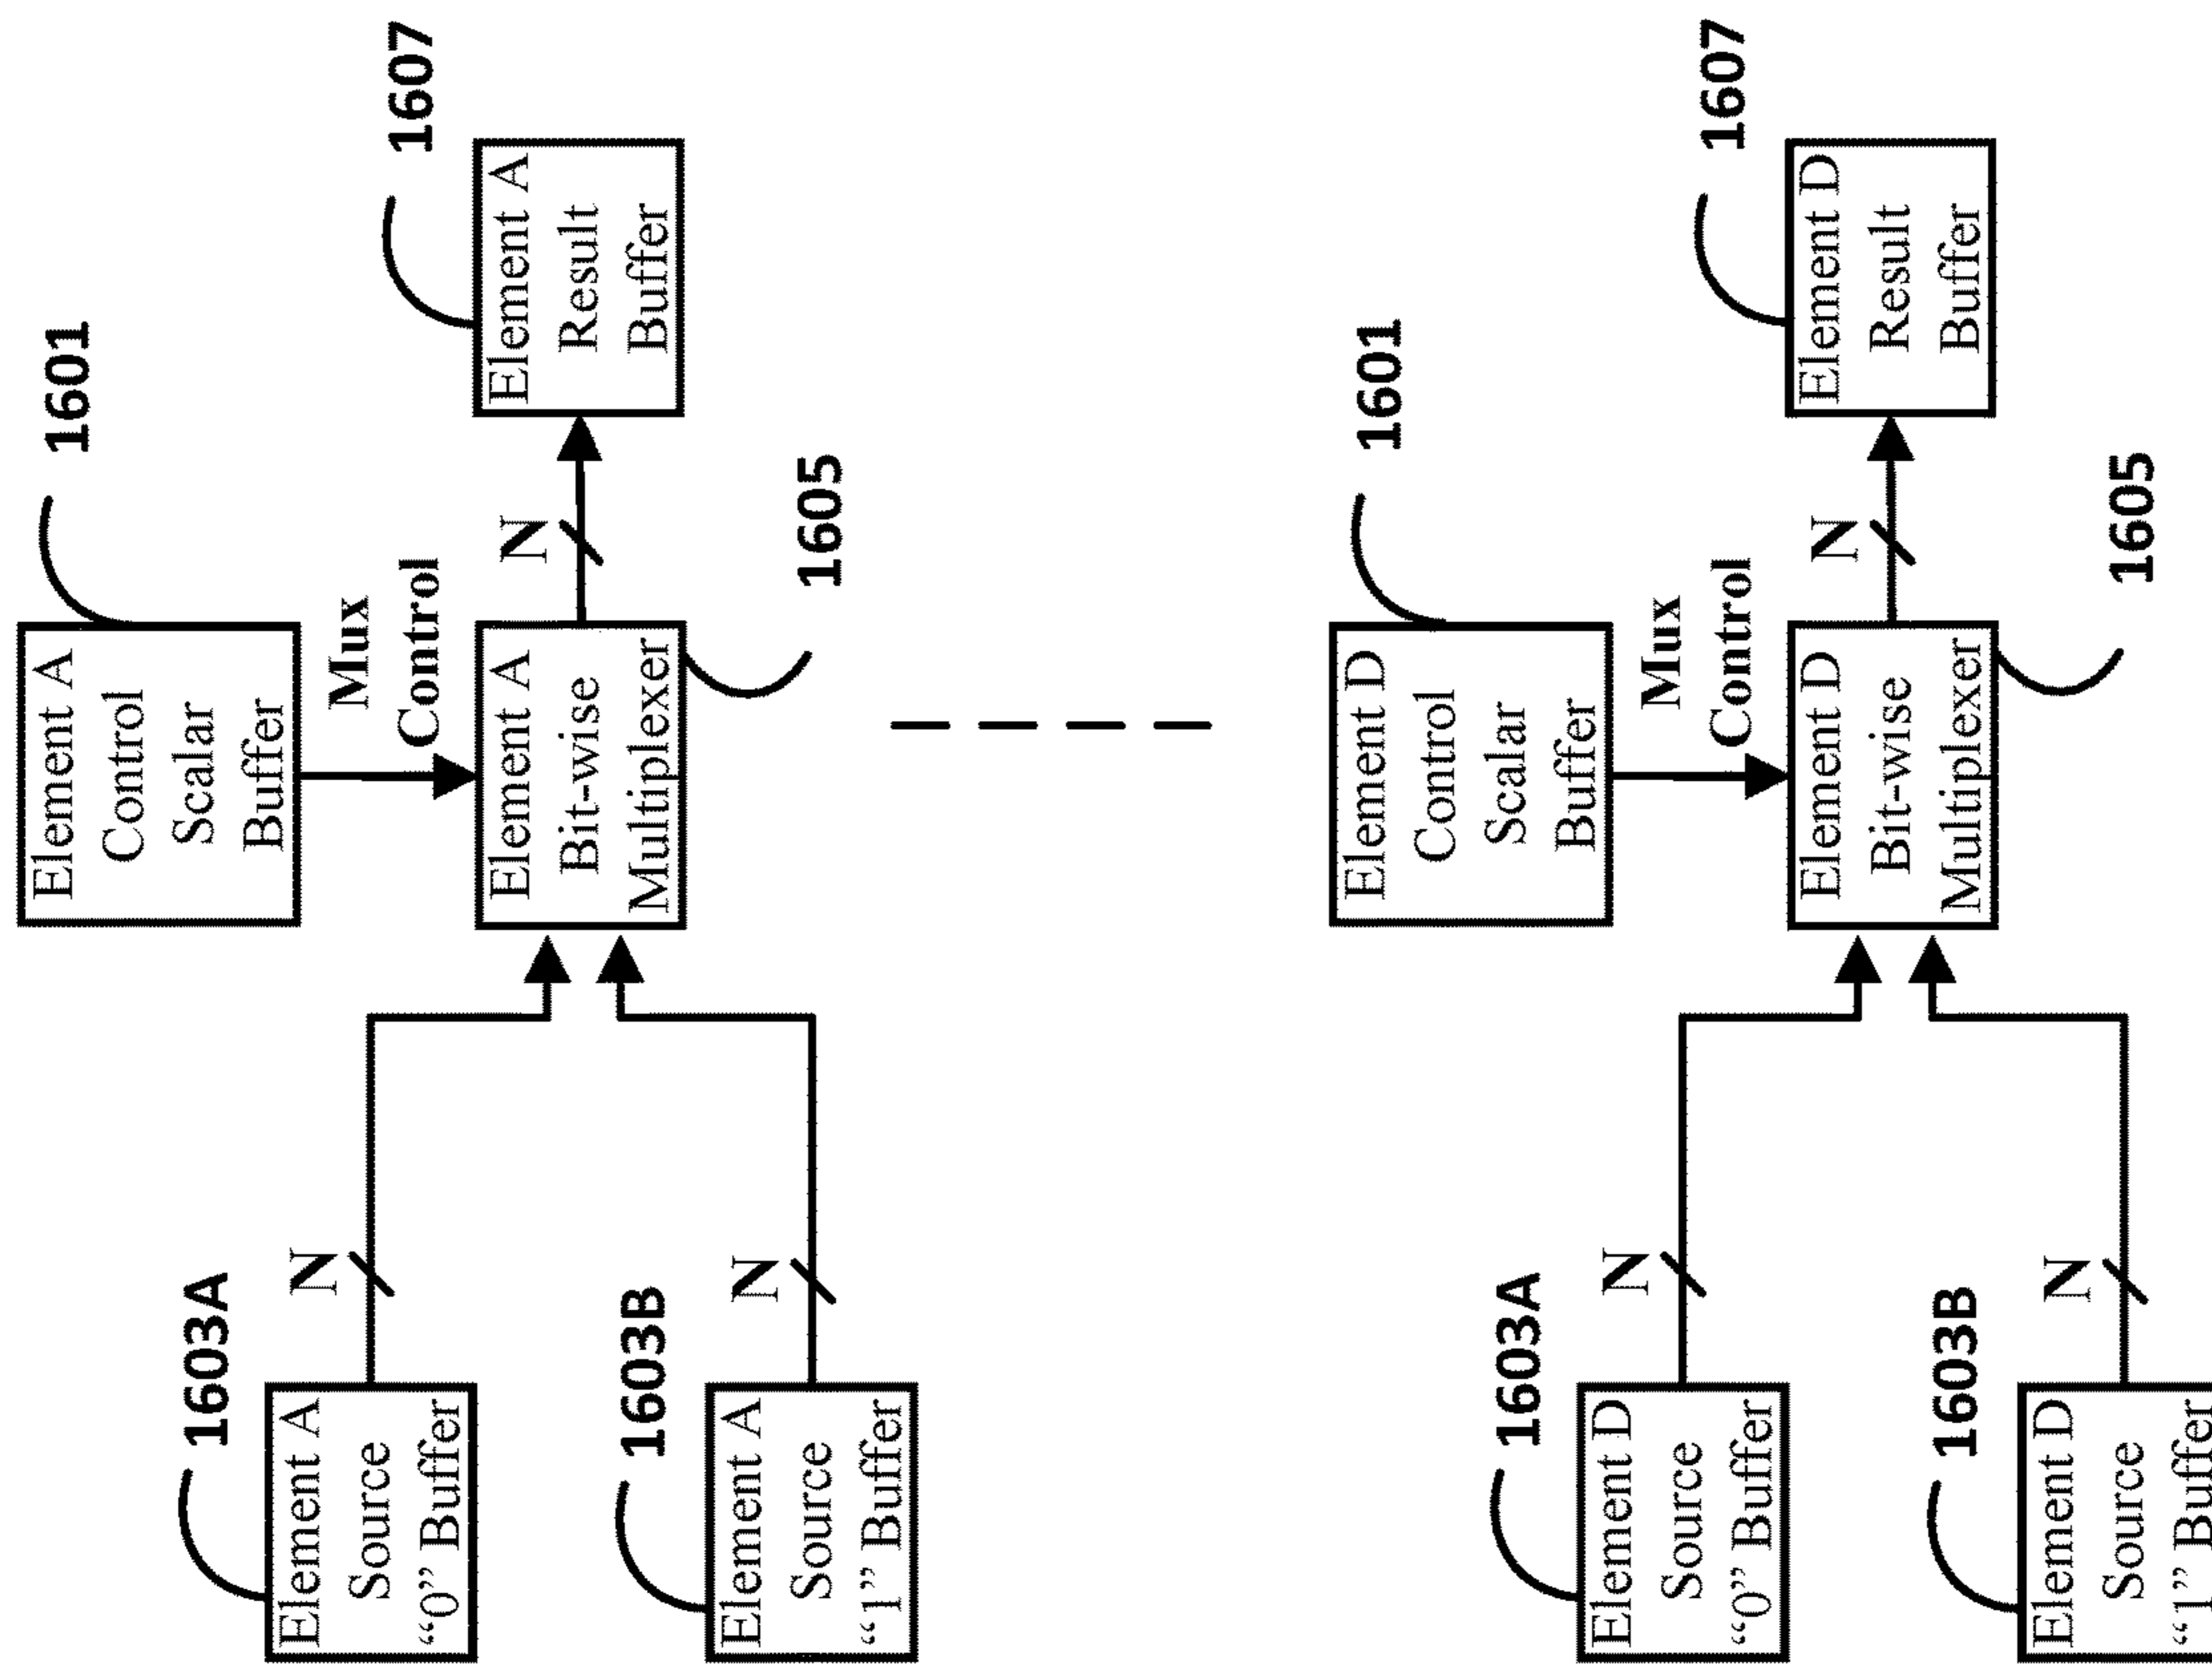 1601
Element A
Control
Scalar
Buffer
Mux
Control
1603A
Element A
Source
“0” Buffer
N
1603B
Element A
Source
“1” Buffer
N
Element A
Bit-wise
Multiplexer
1605
N
1607
Element A
Result
Buffer
1601
Element D
Control
Scalar
Buffer
Mux
Control
1603A
Element D
Source
“0” Buffer
N
1603B
Element D
Source
“1” Buffer
N
Element D
Bit-wise
Multiplexer
1605
N
1607
Element D
Result
Buffer